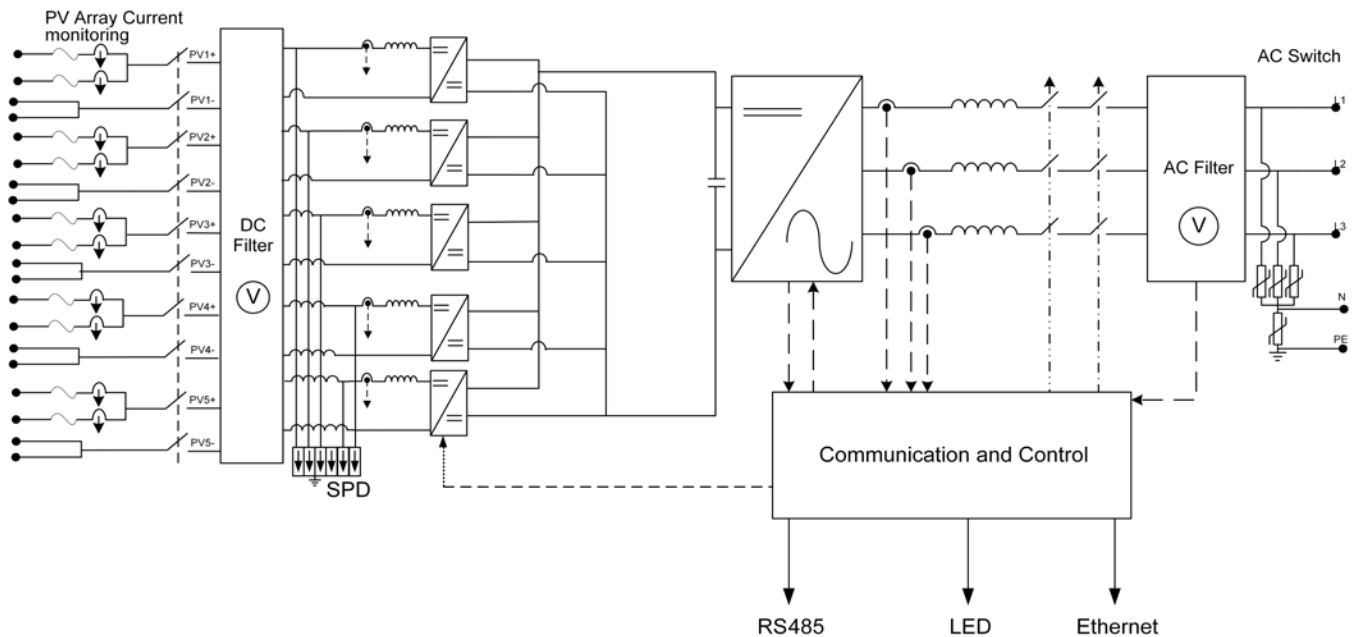 PV Array Current
monitoring
PV1+
PV1-
PV2+
PV2-
PV3+
PV3-
PV4+
PV4-
PV5+
PV5-
DC
Filter
V
SPD
AC Filter
V
AC Switch
L1
L2
L3
N
PE
Communication and Control
RS485
LED
Ethernet